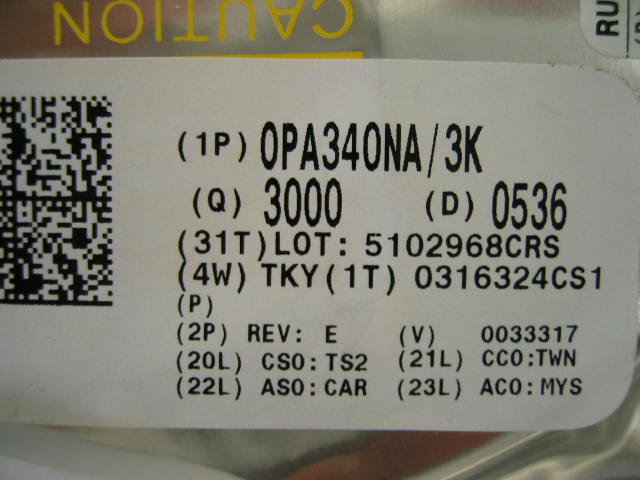 CAUTION
RU
(1P) OPA340NA/3K
(Q) 3000 (D) 0536
(31T)LOT: 5102968CRS
(4W) TKY(1T) 0316324CS1
(P)
(2P) REV: E (V) 0033317
(20L) CSO:TS2 (21L) CCO:TWN
(22L) ASO:CAR (23L) ACO:MYS